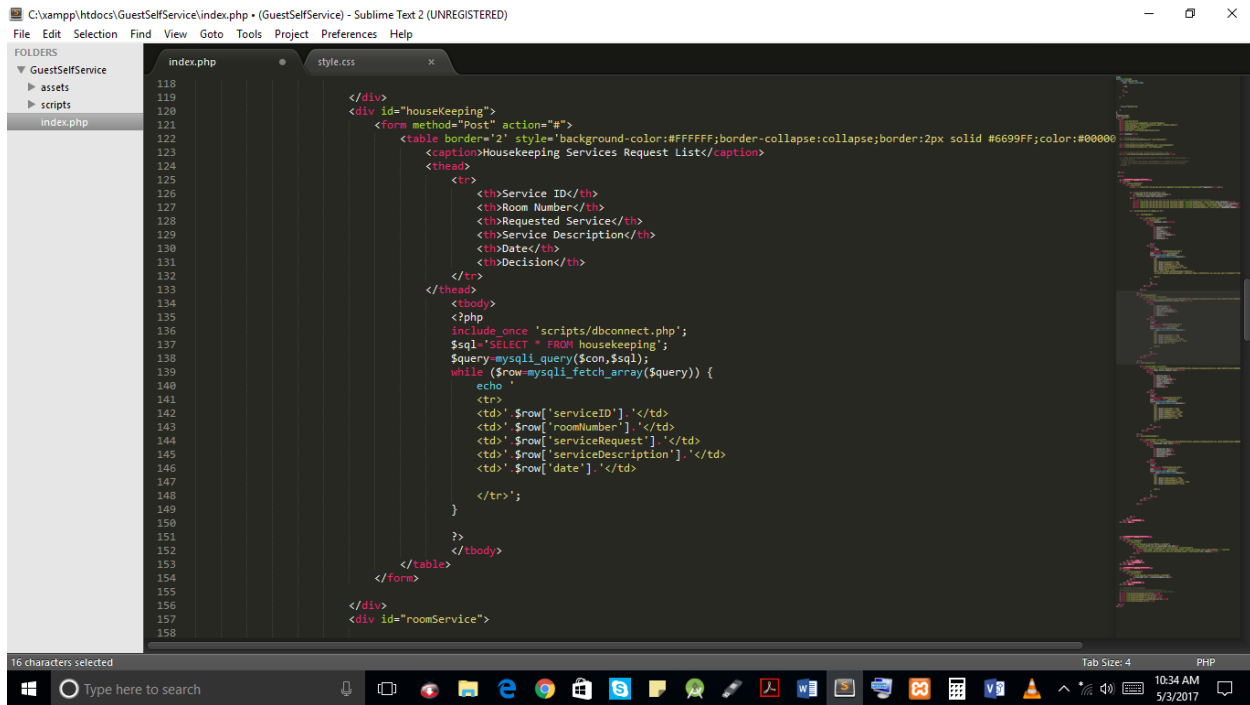 C:\xampp\htdocs\GuestSelfService\index.php • (GuestSelfService) - Sublime Text 2 (UNREGISTERED)
File Edit Selection Find View Goto Tools Project Preferences Help
FOLDERS
GuestSelfService
assets
scripts
index.php
index.php
style.css
118
119 </div>
120 <div id="houseKeeping">
121 <form method="Post" action="#">
122 <table border='2' style='background-color:#FFFFFF;border-collapse:collapse;border:2px solid #6699FF;color:#00000
123 <caption>Housekeeping Services Request List</caption>
124 <thead>
125 <tr>
126 <th>Service ID</th>
127 <th>Room Number</th>
128 <th>Requested Service</th>
129 <th>Service Description</th>
130 <th>Date</th>
131 <th>Decision</th>
132 </tr>
133 </thead>
134 <tbody>
135 <?php
136 include_once 'scripts/dbconnect.php';
137 $sql='SELECT * FROM housekeeping';
138 $query=mysqli_query($con,$sql);
139 while ($row=mysqli_fetch_array($query)) {
140 echo '
141 <tr>
142 <td>'.$row['serviceID'].'</td>
143 <td>'.$row['roomNumber'].'</td>
144 <td>'.$row['serviceRequest'].'</td>
145 <td>'.$row['serviceDescription'].'</td>
146 <td>'.$row['date'].'</td>
147
148 </tr>';
149 }
150
151 ?>
152 </tbody>
153 </table>
154 </form>
155
156 </div>
157 <div id="roomService">
158
16 characters selected
Tab Size: 4
PHP
Type here to search
10:34 AM
5/3/2017